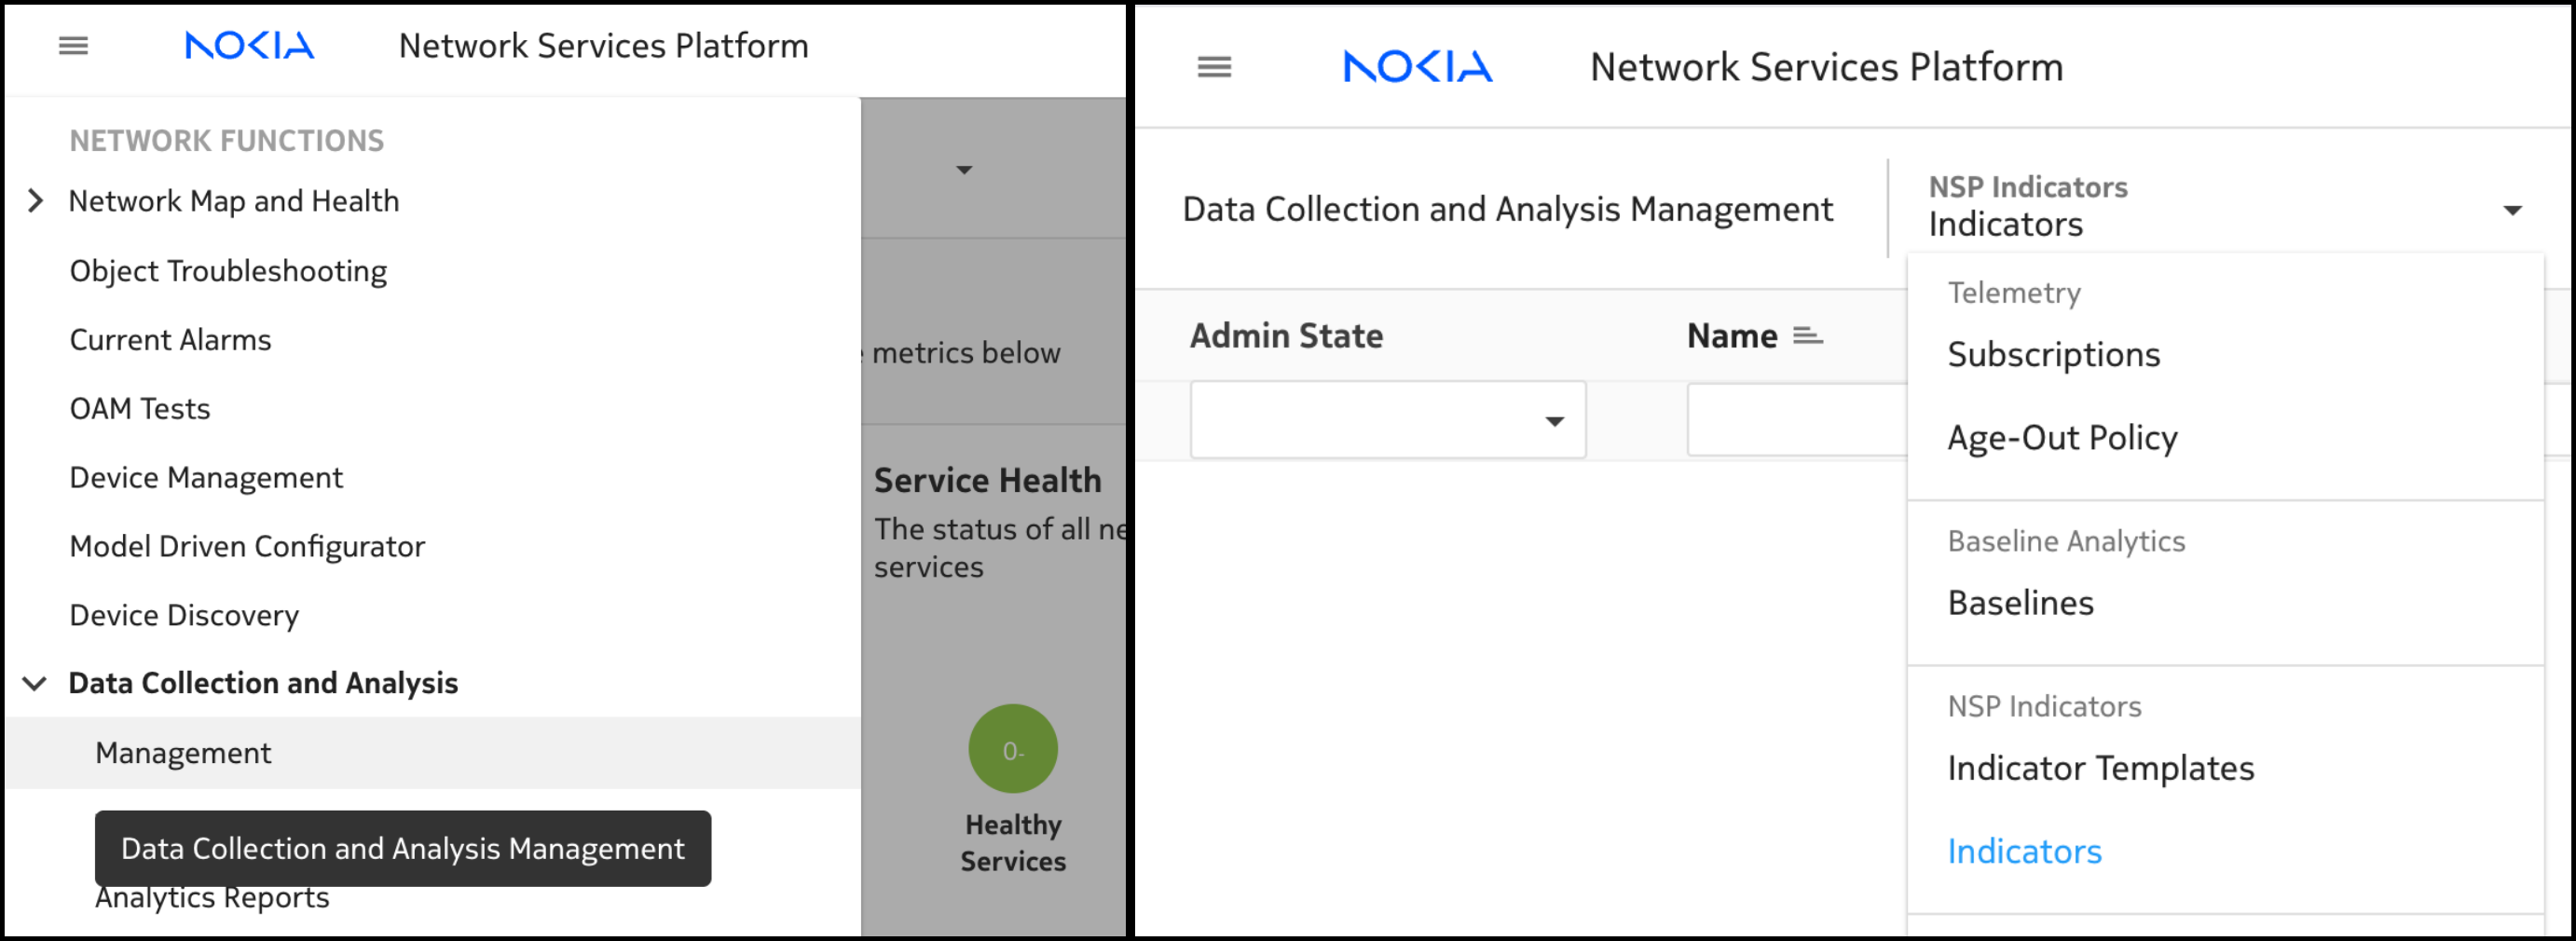 NOKIA
Network Services Platform
NETWORK FUNCTIONS
Network Map and Health
Object Troubleshooting
Current Alarms
OAM Tests
Device Management
Model Driven Configurator
Device Discovery
Data Collection and Analysis
Management
Data Collection and Analysis Management
Analytics Reports
metrics below
Service Health
The status of all ne
services
0-
Healthy
Services
NOKIA
Network Services Platform
Data Collection and Analysis Management
NSP Indicators
Indicators
Admin State
Name
Telemetry
Subscriptions
Age-Out Policy
Baseline Analytics
Baselines
NSP Indicators
Indicator Templates
Indicators